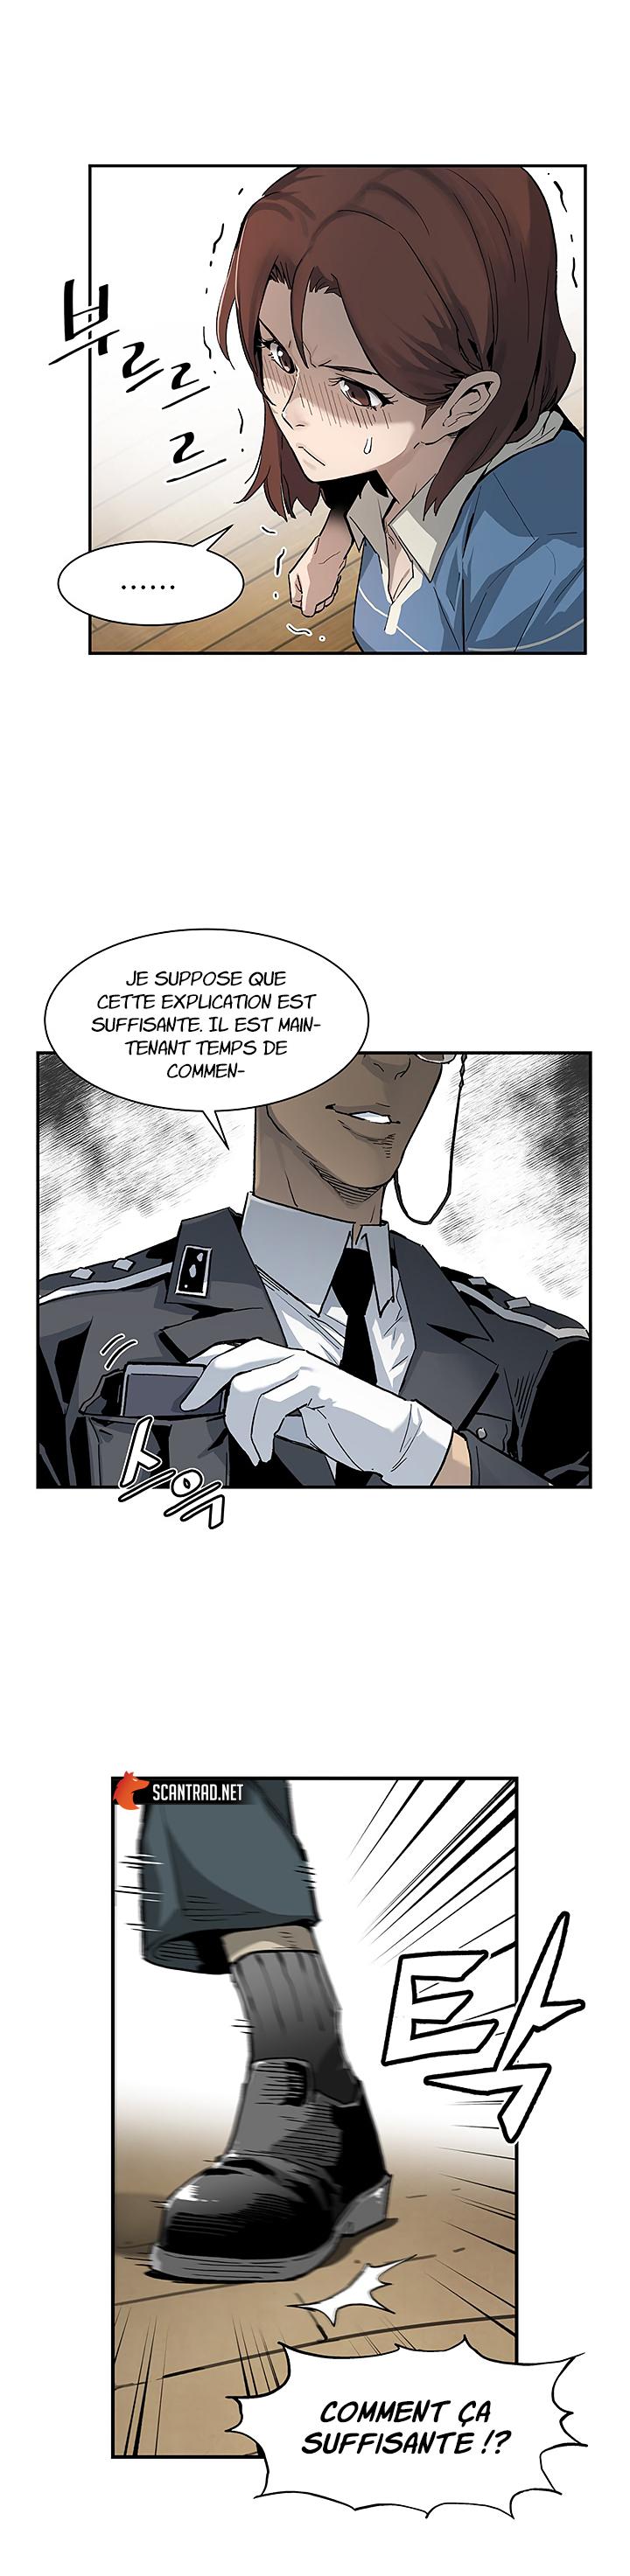 부르르르
......
JE SUPPOSE QUE
CETTE EXPLICATION EST
SUFFISANTE. IL EST MAIN-
TENANT TEMPS DE
COMMEN-
스윽
SCANTRAD.NET
탁
COMMENT ÇA
SUFFISANTE !?